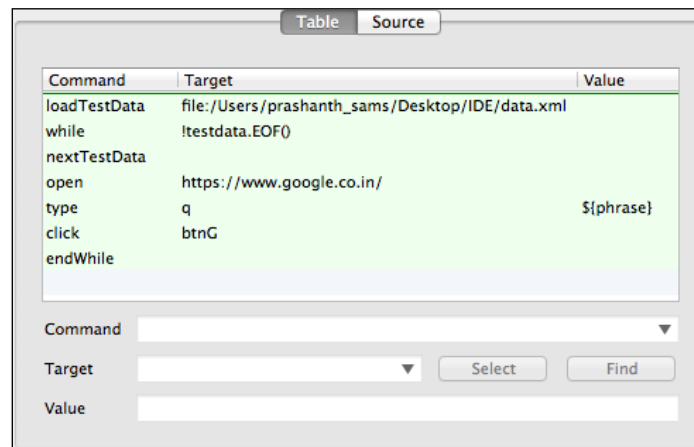 Table Source
Command Target Value
loadTestData file:/Users/prashanth_sams/Desktop/IDE/data.xml
while !testdata.EOF()
nextTestData
open https://www.google.co.in/
type q ${phrase}
click btnG
endWhile
Command
Target Select Find
Value